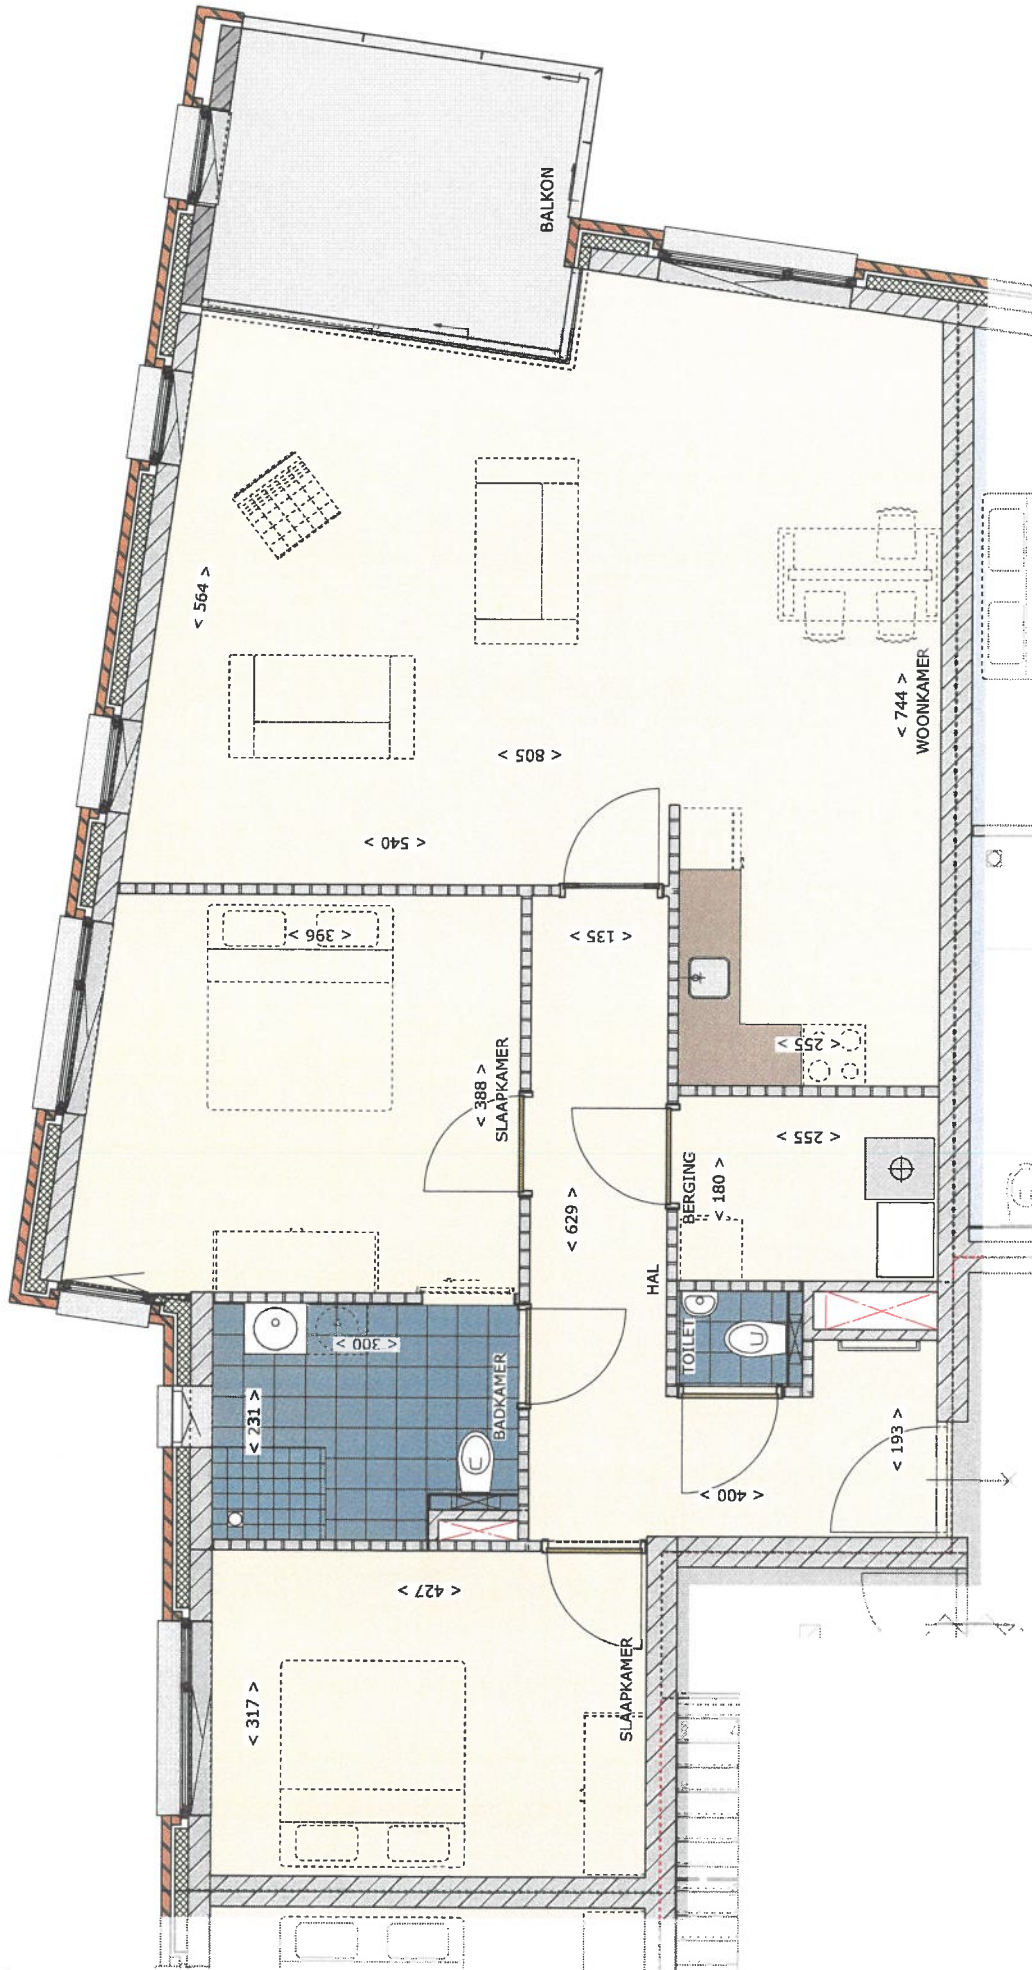 BALKON
< 564 >
< 744 >
WOONKAMER
< 805 >
< 540 >
< 396 >
< 135 >
< 388 >
SLAAPKAMER
< 255 >
< 255 >
BERGING
< 180 >
< 629 >
HAL
TOILET
< 300 >
< 231 >
BADKAMER
< 193 >
< 400 >
< 427 >
< 317 >
SLAAPKAMER